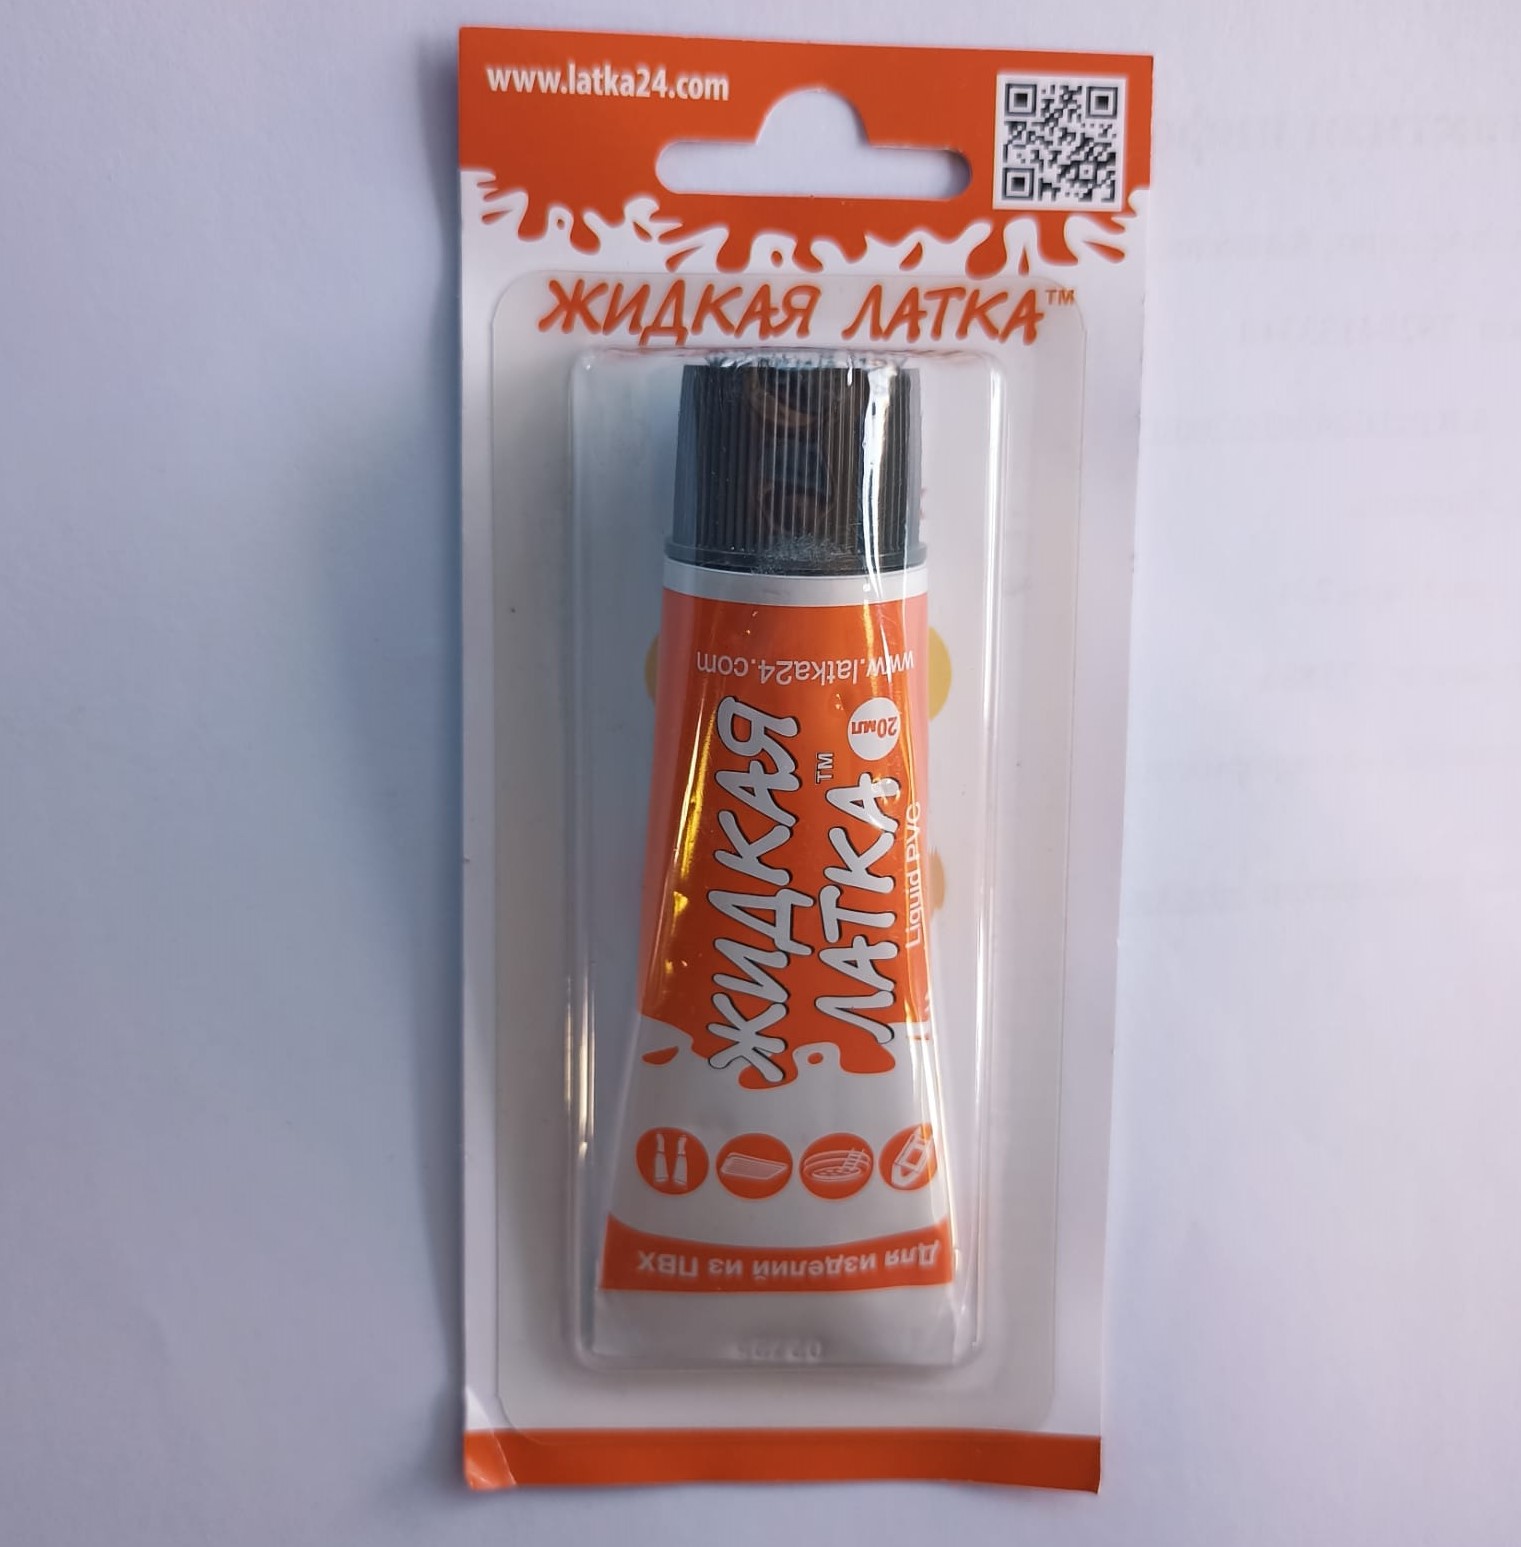 www.latka24.com
ЖИДКАЯ ЛАТКА™
www.latka24.com
20мл
ЖИДКАЯ
ЛАТКА™
Liquid PVC
Для изделий из ПВХ